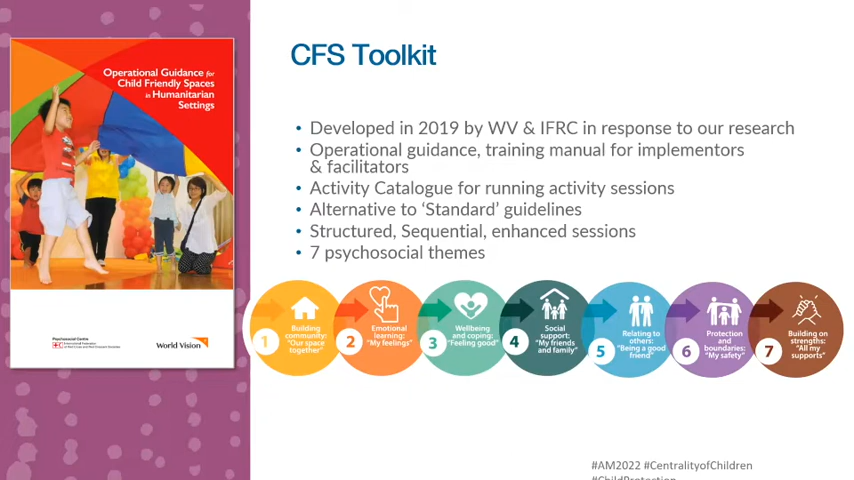 Operational Guidance for
Child Friendly Spaces
in Humanitarian
Settings
Psychosocial Centre
World Vision
CFS Toolkit
• Developed in 2019 by WV & IFRC in response to our research
• Operational guidance, training manual for implementors
& facilitators
• Activity Catalogue for running activity sessions
• Alternative to ‘Standard’ guidelines
• Structured, Sequential, enhanced sessions
• 7 psychosocial themes
1
Building
community:
"Our space
together"
2
Emotional
learning:
"My feelings"
3
Wellbeing
and coping:
"Feeling good"
4
Social
support:
"My friends
and family"
5
Relating to
others:
"Being a good
friend"
6
Protection
and
boundaries:
"My safety"
7
Building on
strengths:
"All my
supports"
#AM2022 #CentralityofChildren
#ChildProtection